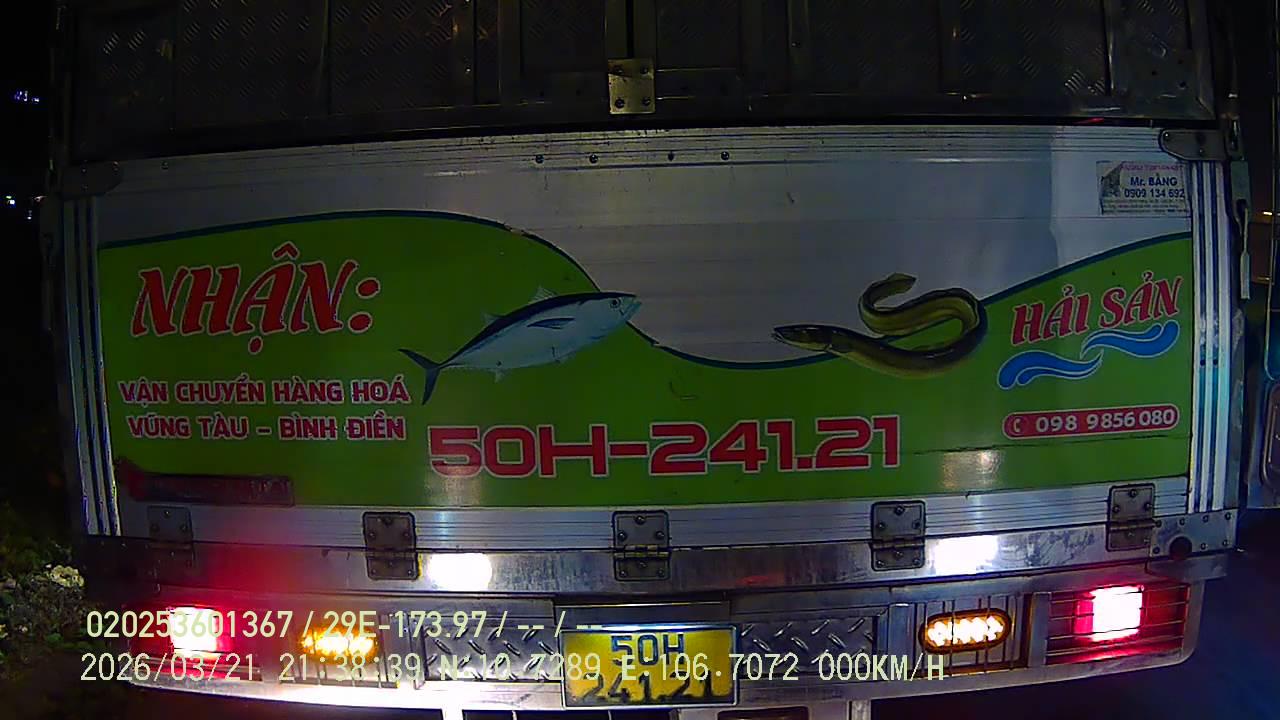 Mr. BẰNG
0909 134 692
NHẬN:
HẢI SẢN
VẬN CHUYỂN HÀNG HOÁ
VŨNG TÀU - BÌNH ĐIỀN
098 9856 080
50H-241.21
020253601367 / 29E-173.97 / -- / --
50H
2026/03/21 21:38:39 N:10.7289 E:106.7072 000KM/H
241.21